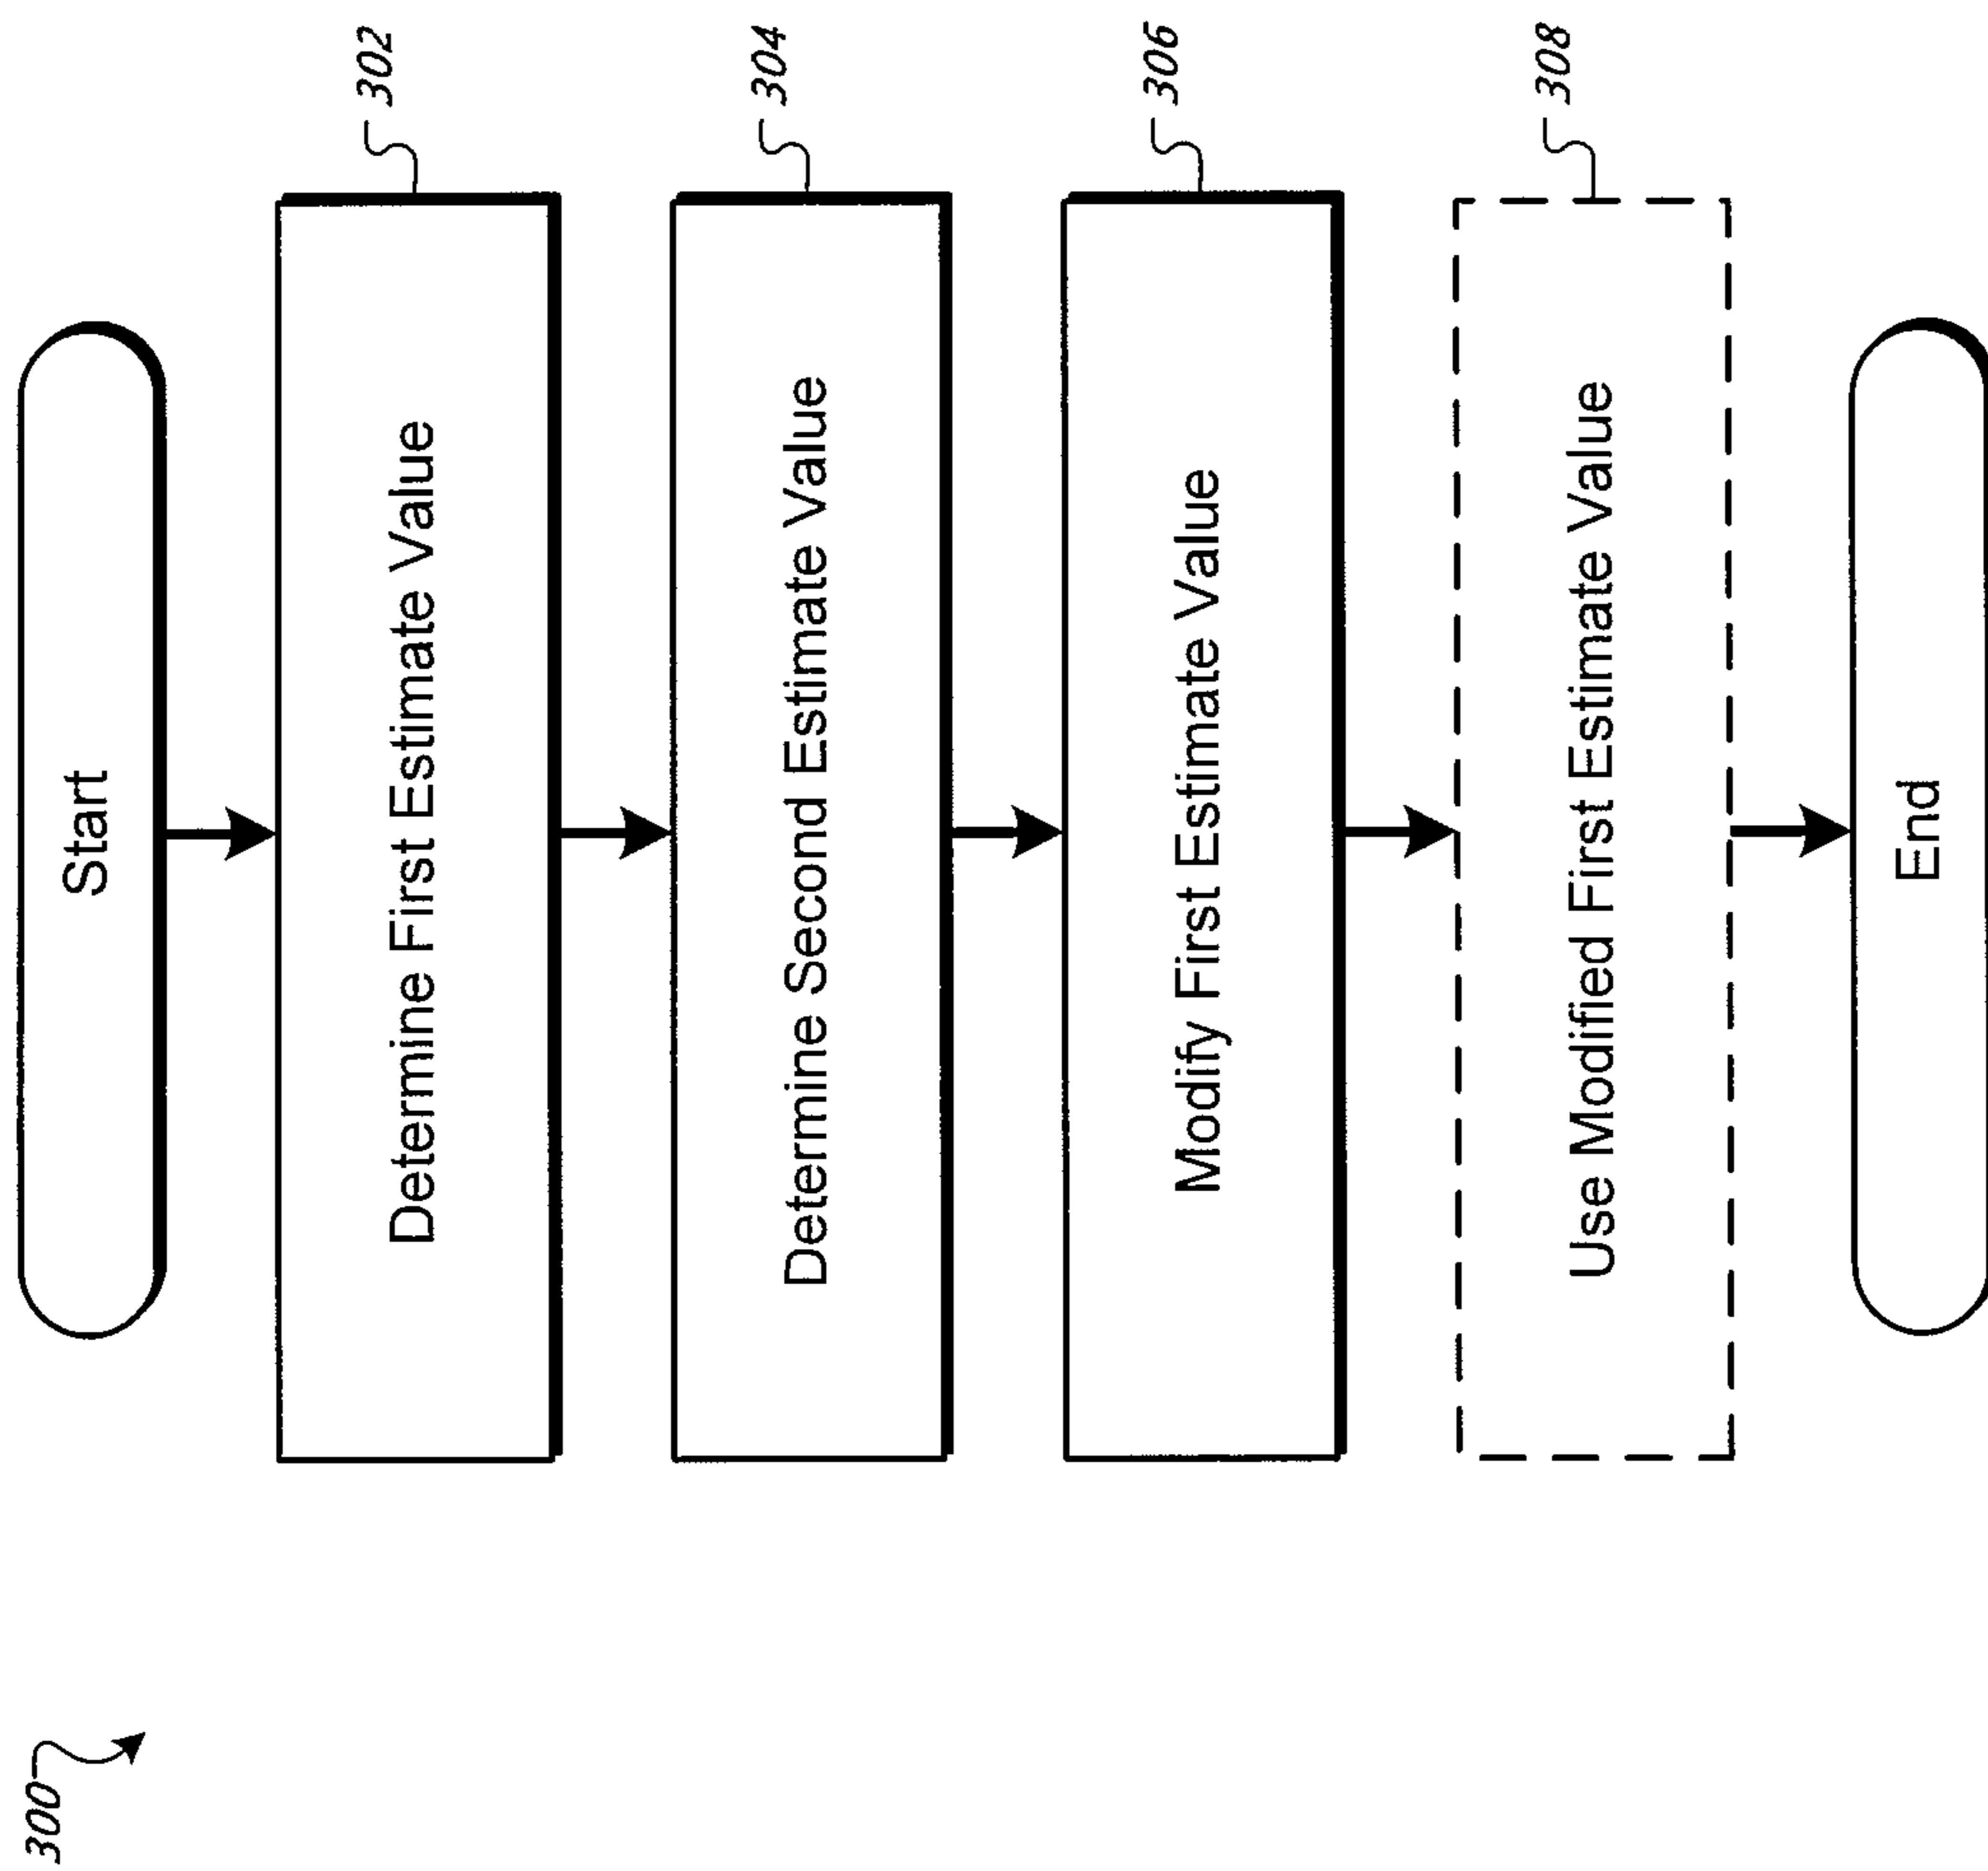 300
Start
Determine First Estimate Value
302
Determine Second Estimate Value
304
Modify First Estimate Value
306
Use Modified First Estimate Value
308
End